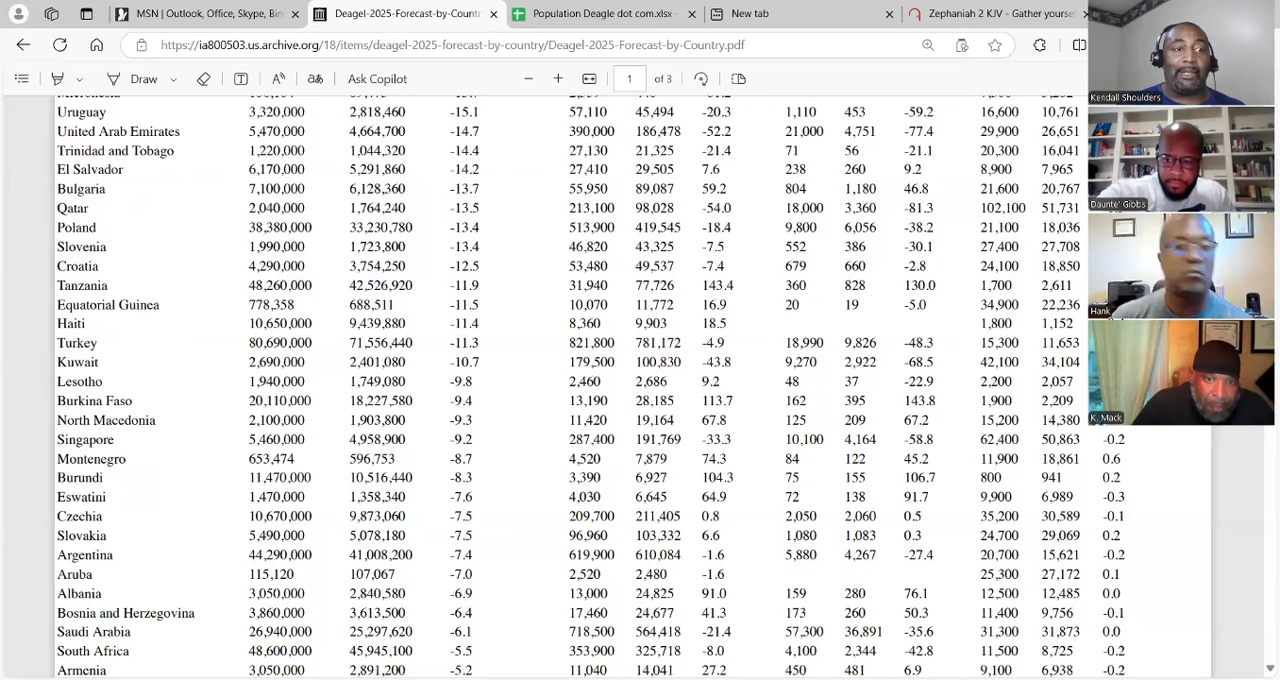 MSN | Outlook, Office, Skype, Bin
Deagel-2025-Forecast-by-Countr
Population Deagle dot com.xlsx -
New tab
Zephaniah 2 KJV - Gather yoursel
https://ia800503.us.archive.org/18/items/deagel-2025-forecast-by-country/Deagel-2025-Forecast-by-Country.pdf
Draw
Ask Copilot
1 of 3
Uruguay 3,320,000 2,818,460 -15.1 57,110 45,494 -20.3 1,110 453 -59.2 16,600 10,761
United Arab Emirates 5,470,000 4,664,700 -14.7 390,000 186,478 -52.2 21,000 4,751 -77.4 29,900 26,651
Trinidad and Tobago 1,220,000 1,044,320 -14.4 27,130 21,325 -21.4 71 56 -21.1 20,300 16,041
El Salvador 6,170,000 5,291,860 -14.2 27,410 29,505 7.6 238 260 9.2 8,900 7,965
Bulgaria 7,100,000 6,128,360 -13.7 55,950 89,087 59.2 804 1,180 46.8 21,600 20,767
Qatar 2,040,000 1,764,240 -13.5 213,100 98,028 -54.0 18,000 3,360 -81.3 102,100 51,731
Poland 38,380,000 33,230,780 -13.4 513,900 419,545 -18.4 9,800 6,056 -38.2 21,100 18,036
Slovenia 1,990,000 1,723,800 -13.4 46,820 43,325 -7.5 552 386 -30.1 27,400 27,708
Croatia 4,290,000 3,754,250 -12.5 53,480 49,537 -7.4 679 660 -2.8 24,100 18,850
Tanzania 48,260,000 42,526,920 -11.9 31,940 77,726 143.4 360 828 130.0 1,700 2,611
Equatorial Guinea 778,358 688,511 -11.5 10,070 11,772 16.9 20 19 -5.0 34,900 22,236
Haiti 10,650,000 9,439,880 -11.4 8,360 9,903 18.5 1,800 1,152
Turkey 80,690,000 71,556,440 -11.3 821,800 781,172 -4.9 18,990 9,826 -48.3 15,300 11,653
Kuwait 2,690,000 2,401,080 -10.7 179,500 100,830 -43.8 9,270 2,922 -68.5 42,100 34,104
Lesotho 1,940,000 1,749,080 -9.8 2,460 2,686 9.2 48 37 -22.9 2,200 2,057
Burkina Faso 20,110,000 18,227,580 -9.4 13,190 28,185 113.7 162 395 143.8 1,900 2,209
North Macedonia 2,100,000 1,903,860 -9.3 11,420 19,164 67.8 125 209 67.2 15,200 14,380
Singapore 5,460,000 4,958,900 -9.2 287,400 191,769 -33.3 10,100 4,164 -58.8 62,400 50,863 -0.2
Montenegro 653,474 596,753 -8.7 4,520 7,879 74.3 84 122 45.2 11,900 18,861 0.6
Burundi 11,470,000 10,516,440 -8.3 3,390 6,927 104.3 75 155 106.7 800 941 0.2
Eswatini 1,470,000 1,358,340 -7.6 4,030 6,645 64.9 72 138 91.7 9,900 6,989 -0.3
Czechia 10,670,000 9,873,060 -7.5 209,700 211,405 0.8 2,050 2,060 0.5 35,200 30,589 -0.1
Slovakia 5,490,000 5,078,180 -7.5 96,960 103,332 6.6 1,080 1,083 0.3 24,700 29,069 0.2
Argentina 44,290,000 41,008,200 -7.4 619,900 610,084 -1.6 5,880 4,267 -27.4 20,700 15,621 -0.2
Aruba 115,120 107,067 -7.0 2,520 2,480 -1.6 25,300 27,172 0.1
Albania 3,050,000 2,840,580 -6.9 13,000 24,825 91.0 159 280 76.1 12,500 12,485 0.0
Bosnia and Herzegovina 3,860,000 3,613,500 -6.4 17,460 24,677 41.3 173 260 50.3 11,400 9,756 -0.1
Saudi Arabia 26,940,000 25,297,620 -6.1 718,500 564,418 -21.4 57,300 36,891 -35.6 31,300 31,873 0.0
South Africa 48,600,000 45,945,100 -5.5 353,900 325,718 -8.0 4,100 2,344 -42.8 11,500 8,725 -0.2
Armenia 3,050,000 2,891,200 -5.2 11,040 14,041 27.2 450 481 6.9 9,100 6,938 -0.2
Kendall Shoulders
Daunte' Gibbs
Hank
K. Mack